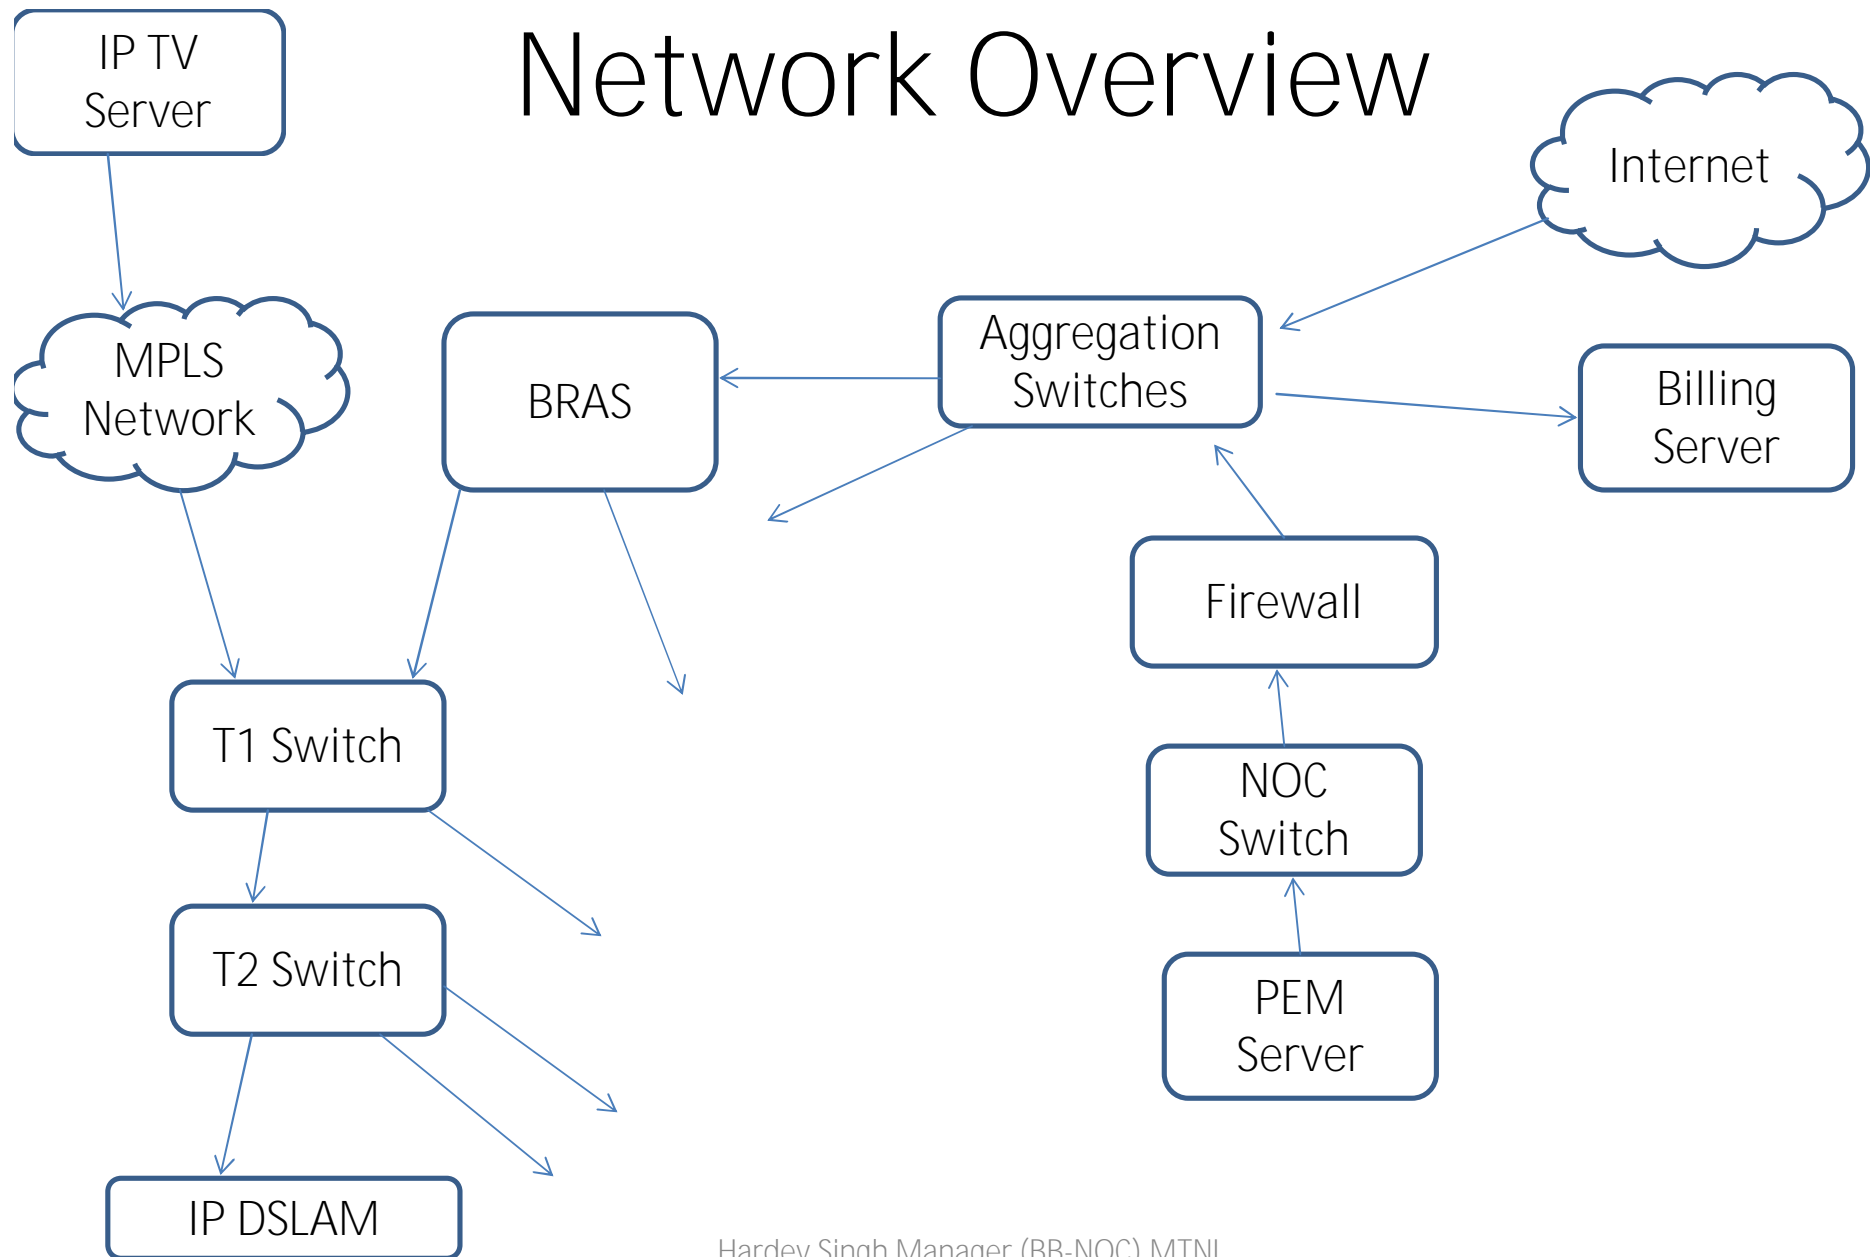 Network Overview
IP TV
Server
Internet
MPLS
Network
BRAS
Aggregation
Switches
Billing
Server
Firewall
T1 Switch
NOC
Switch
T2 Switch
PEM
Server
IP DSLAM
Hardev Singh Manager (BB-NOC) MTNL